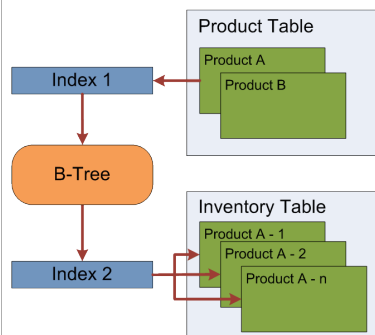 Product Table
Product A
Index 1
Product B
B-Tree
Inventory Table
Product A - 1
Product A - 2
Index 2
Product A - n